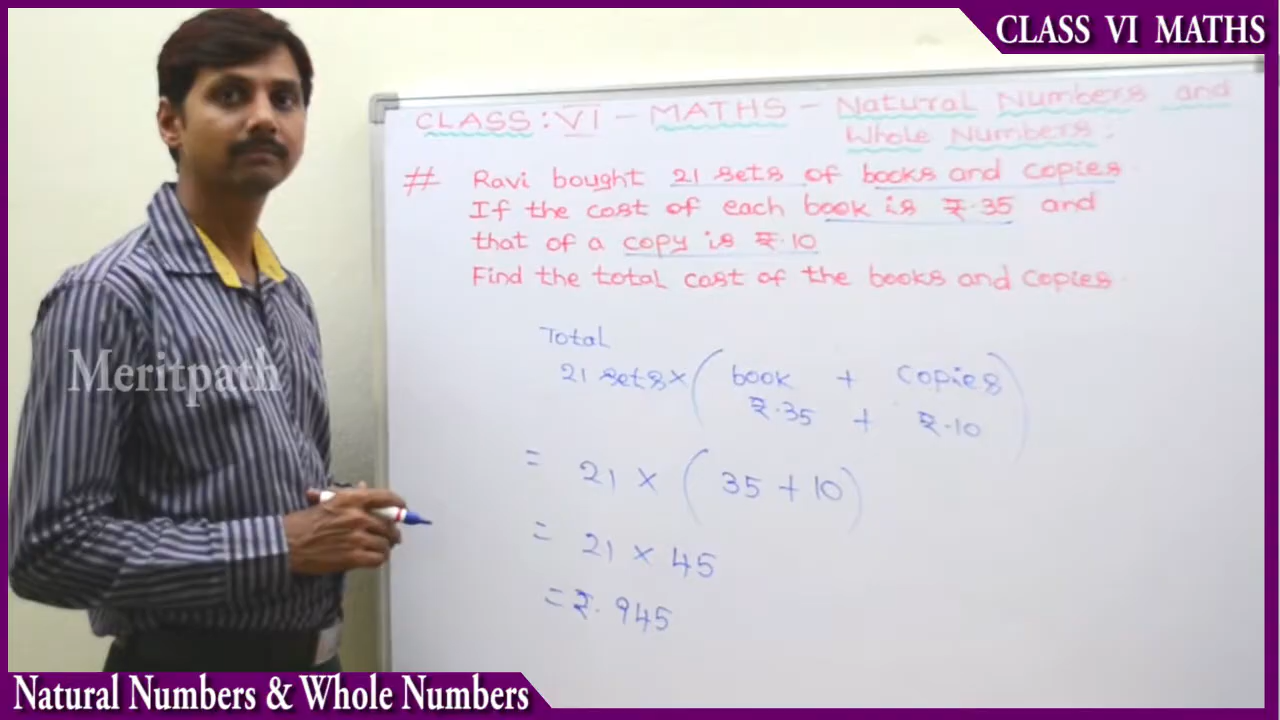 CLASS VI MATHS
CLASS : VI - MATHS - Natural Numbers and
Whole Numbers :
# Ravi bought 21 sets of books and copies.
If the cost of each book is ₹.35 and
that of a copy is ₹.10
Find the total cost of the books and copies.
Total
21 sets × ( book + copies
₹.35 + ₹.10 )
= 21 × ( 35 + 10 )
= 21 × 45
= ₹. 945
Meritpath
Natural Numbers & Whole Numbers